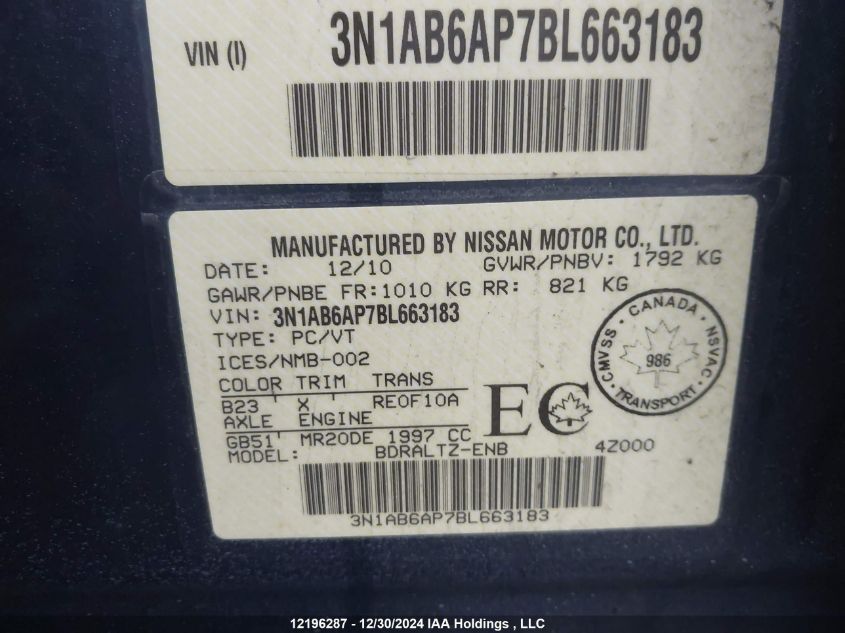 VIN (I) 3N1AB6AP7BL663183
MANUFACTURED BY NISSAN MOTOR CO., LTD.
DATE: 12/10 GVWR/PNBV: 1792 KG
GAWR/PNBE FR:1010 KG RR: 821 KG
VIN: 3N1AB6AP7BL663183
TYPE: PC/VT
ICES/NMB-002
COLOR TRIM TRANS
B23 X RE0F10A
AXLE ENGINE
GB51 MR20DE 1997 CC
MODEL: BDRALTZ-ENB 4Z000
EC
CANADA
CMVSS · NSVAC
986
TRANSPORT
3N1AB6AP7BL663183
12196287 - 12/30/2024 IAA Holdings , LLC